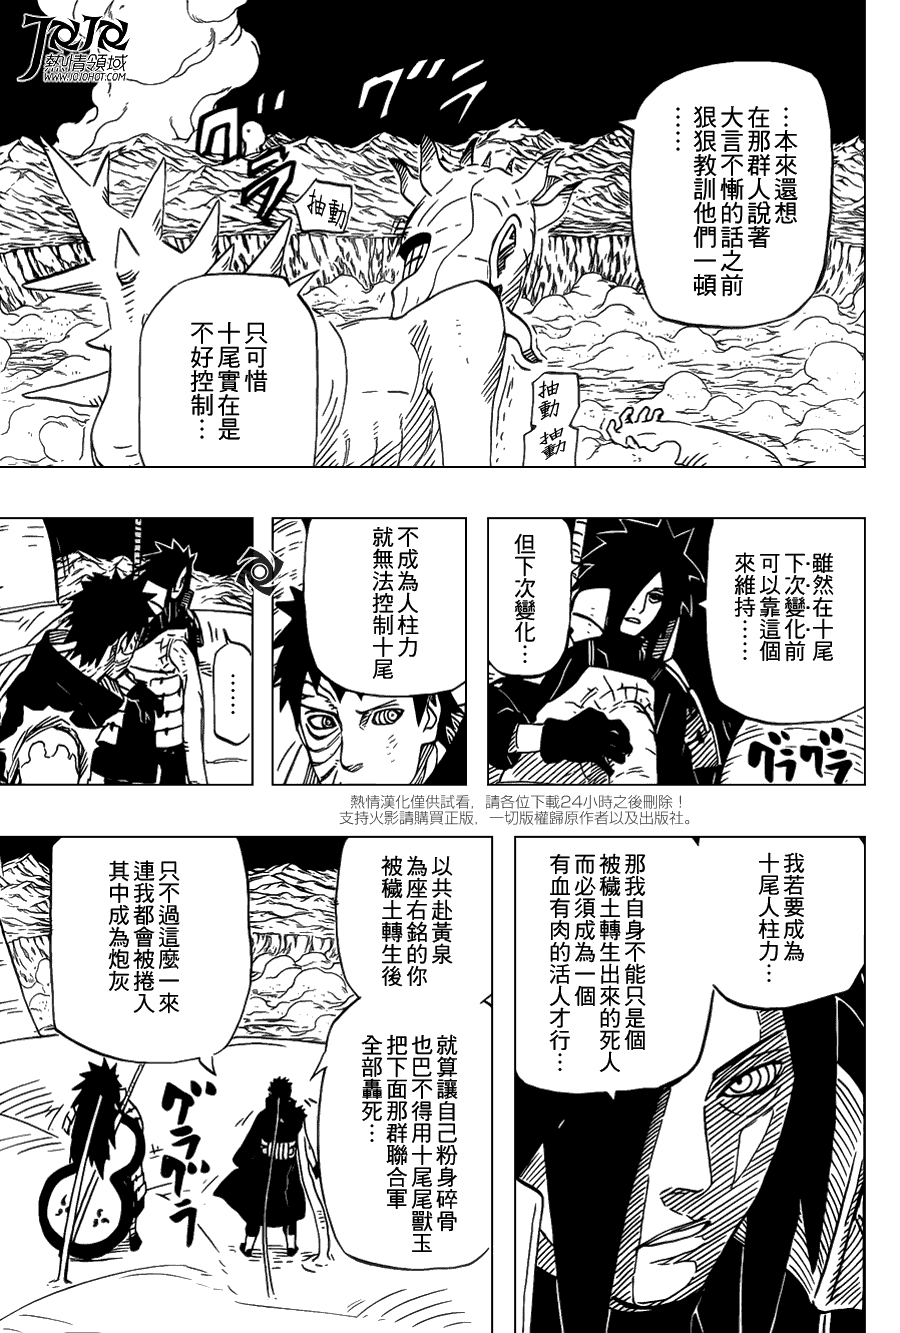 JOJO
熱情領域
WWW.JOJOHOT.COM
…本來還想
在那群人說著
大言不慚的話之前
狠狠教訓他們一頓
……
グググ
抽動
只可惜
十尾實在是
不好控制…
抽動
抽動
雖然在十尾
下次變化前
可以靠這個
來維持……
グラグラ
但下次變化…
不成為人柱力
就無法控制十尾
……
熱情漢化僅供試看，請各位下載24小時之後刪除！
支持火影請購買正版，一切版權歸原作者以及出版社。
我若要成為
十尾人柱力…
那我自身不能只是個
被穢土轉生出來的死人
而必須成為一個
有血有肉的活人才行…
以共赴黃泉
為座右銘的你
被穢土轉生後
就算讓自己粉身碎骨
也巴不得用十尾尾獸玉
把下面那群聯合軍
全部轟死…
只不過這麼一來
連我都會被捲入
其中成為炮灰
グラグラ